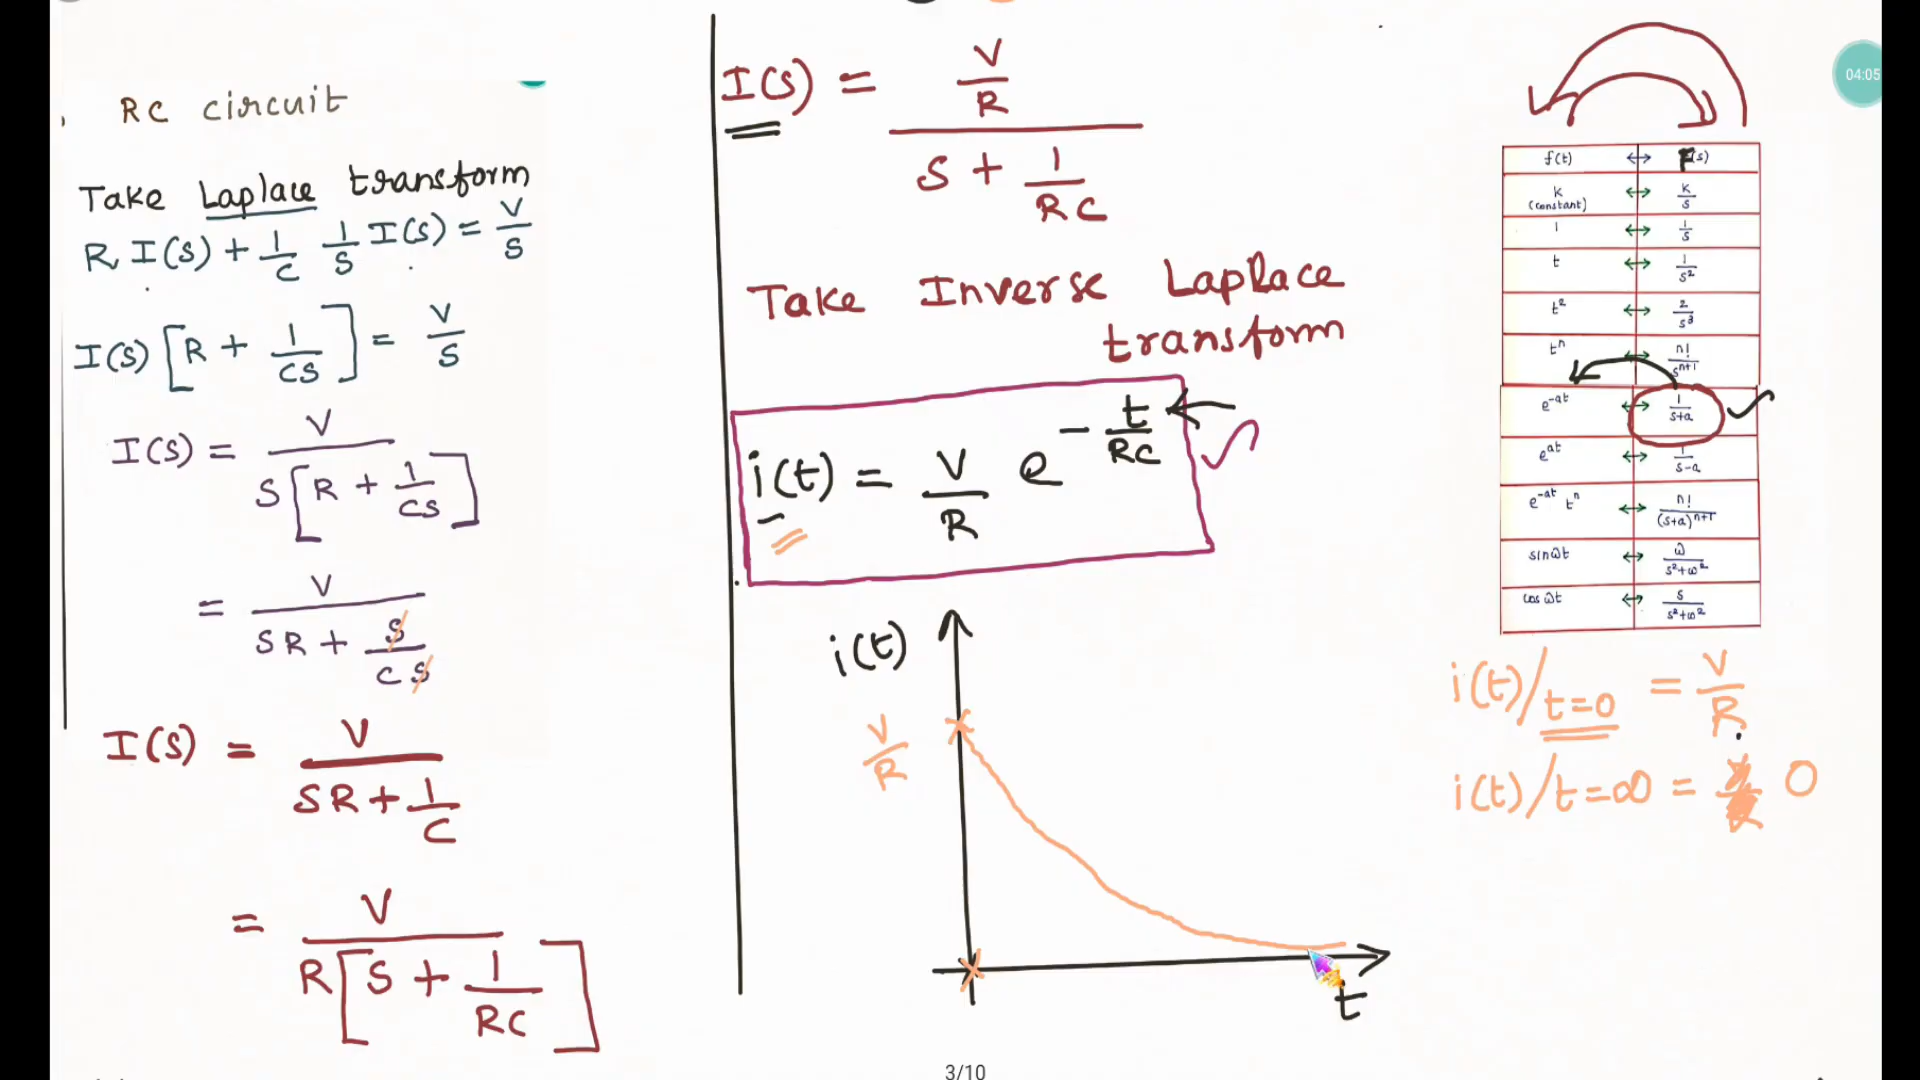 RC circuit
Take Laplace transform
R I(s) + 1/C 1/S I(s) = V/S
I(s) [R + 1/CS] = V/S
I(s) = V / S[R + 1/CS]
= V / SR + S/CS
I(s) = V / SR + 1/C
= V / R[S + 1/RC]
I(s) = V/R / S + 1/RC
Take Inverse Laplace
transform
i(t) = V/R e^(-t/RC)
i(t)
V/R
t
3/10
04:05
f(t) ↔ F(s)
K (constant) ↔ K/s
1 ↔ 1/s
t ↔ 1/s²
t² ↔ 2/s³
tⁿ ↔ n!/sⁿ⁺¹
e^-at ↔ 1/s+a
e^at ↔ 1/s-a
e^-at tⁿ ↔ n!/(s+a)ⁿ⁺¹
sinωt ↔ ω/s²+ω²
cos ωt ↔ s/s²+ω²
i(t)/t=0 = V/R
i(t)/t=∞ = 0